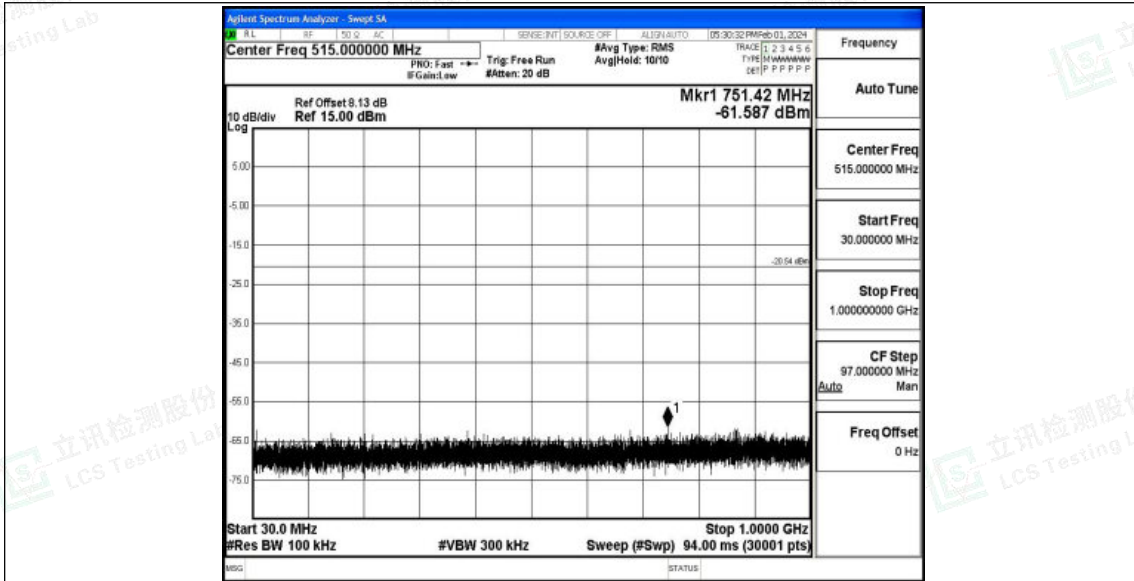 Agilent Spectrum Analyzer - Swept SA
RL RF 50 Ω AC SENSE:INT SOURCE OFF ALIGN AUTO 05:30:32 PM Feb 01, 2024
Center Freq 515.000000 MHz
PNO: Fast
IFGain:Low
Trig: Free Run
#Atten: 20 dB
#Avg Type: RMS
Avg|Hold: 10/10
TRACE 1 2 3 4 5 6
TYPE M WWWWW
DET P P P P P P
Ref Offset 8.13 dB
10 dB/div Ref 15.00 dBm
Log
Mkr1 751.42 MHz
-61.587 dBm
5.00
-5.00
-15.0
-20.54 dBm
-25.0
-35.0
-45.0
-55.0
1
-65.0
-75.0
Start 30.0 MHz Stop 1.0000 GHz
#Res BW 100 kHz #VBW 300 kHz Sweep (#Swp) 94.00 ms (30001 pts)
MSG STATUS
Frequency
Auto Tune
Center Freq
515.000000 MHz
Start Freq
30.000000 MHz
Stop Freq
1.000000000 GHz
CF Step
97.000000 MHz
Auto Man
Freq Offset
0 Hz
立讯检测股份
LCS Testing Lab
立讯检测股份
LCS Testing L
sting Lab